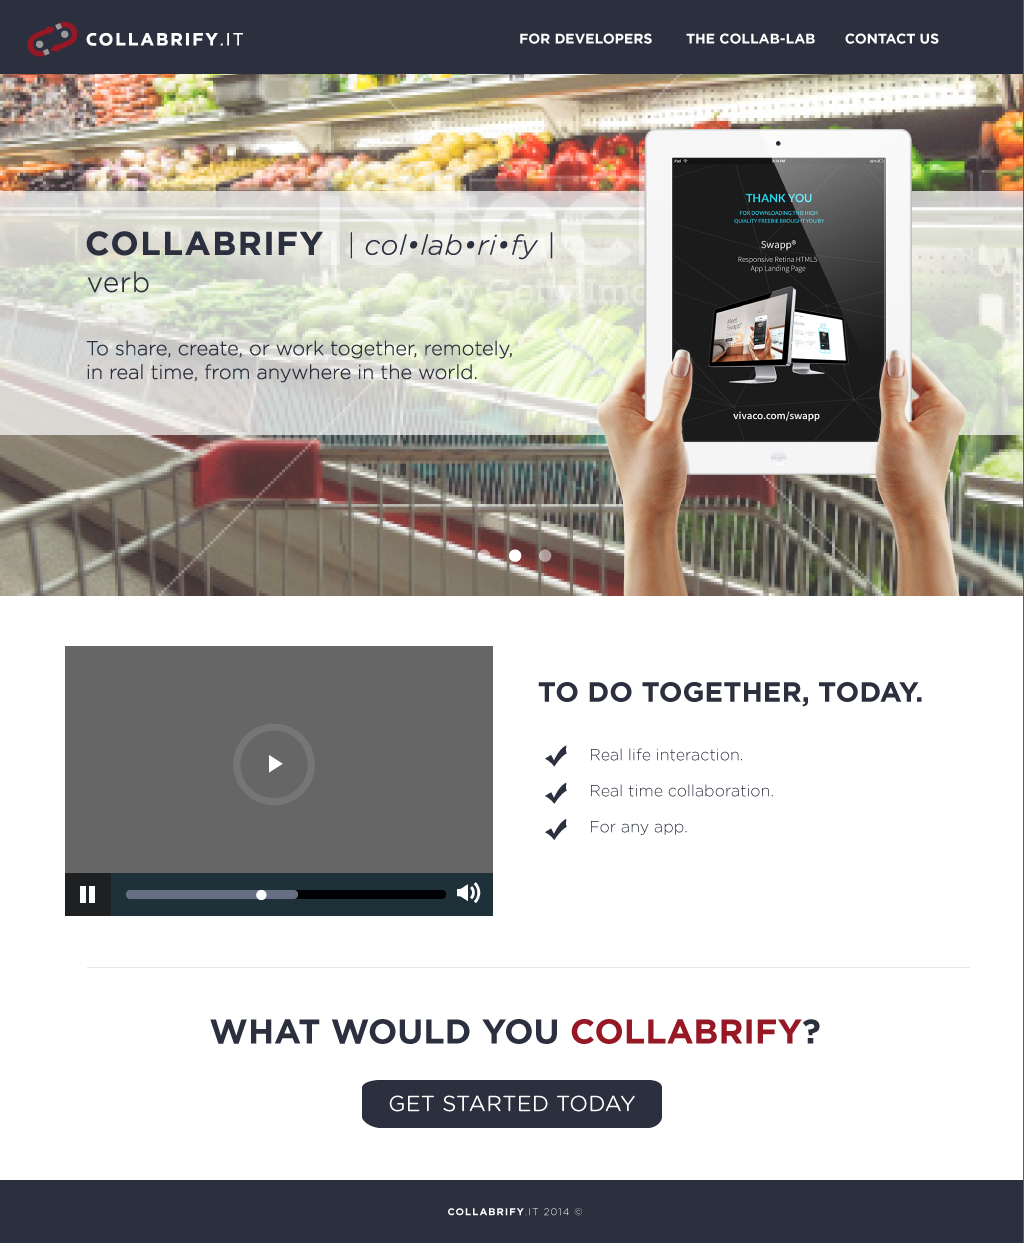 COLLABRIFY.IT
FOR DEVELOPERS THE COLLAB-LAB CONTACT US
COLLABRIFY | col•lab•ri•fy |
verb
To share, create, or work together, remotely,
in real time, from anywhere in the world.
iPad
THANK YOU
FOR DOWNLOADING THIS HIGH
QUALITY FREEBIE BROUGHT YOU BY
Swapp®
Responsive Retina HTML5
App Landing Page
Meet
Swapp
vivaco.com/swapp
TO DO TOGETHER, TODAY.
Real life interaction.
Real time collaboration.
For any app.
WHAT WOULD YOU COLLABRIFY?
GET STARTED TODAY
COLLABRIFY.IT 2014 ©